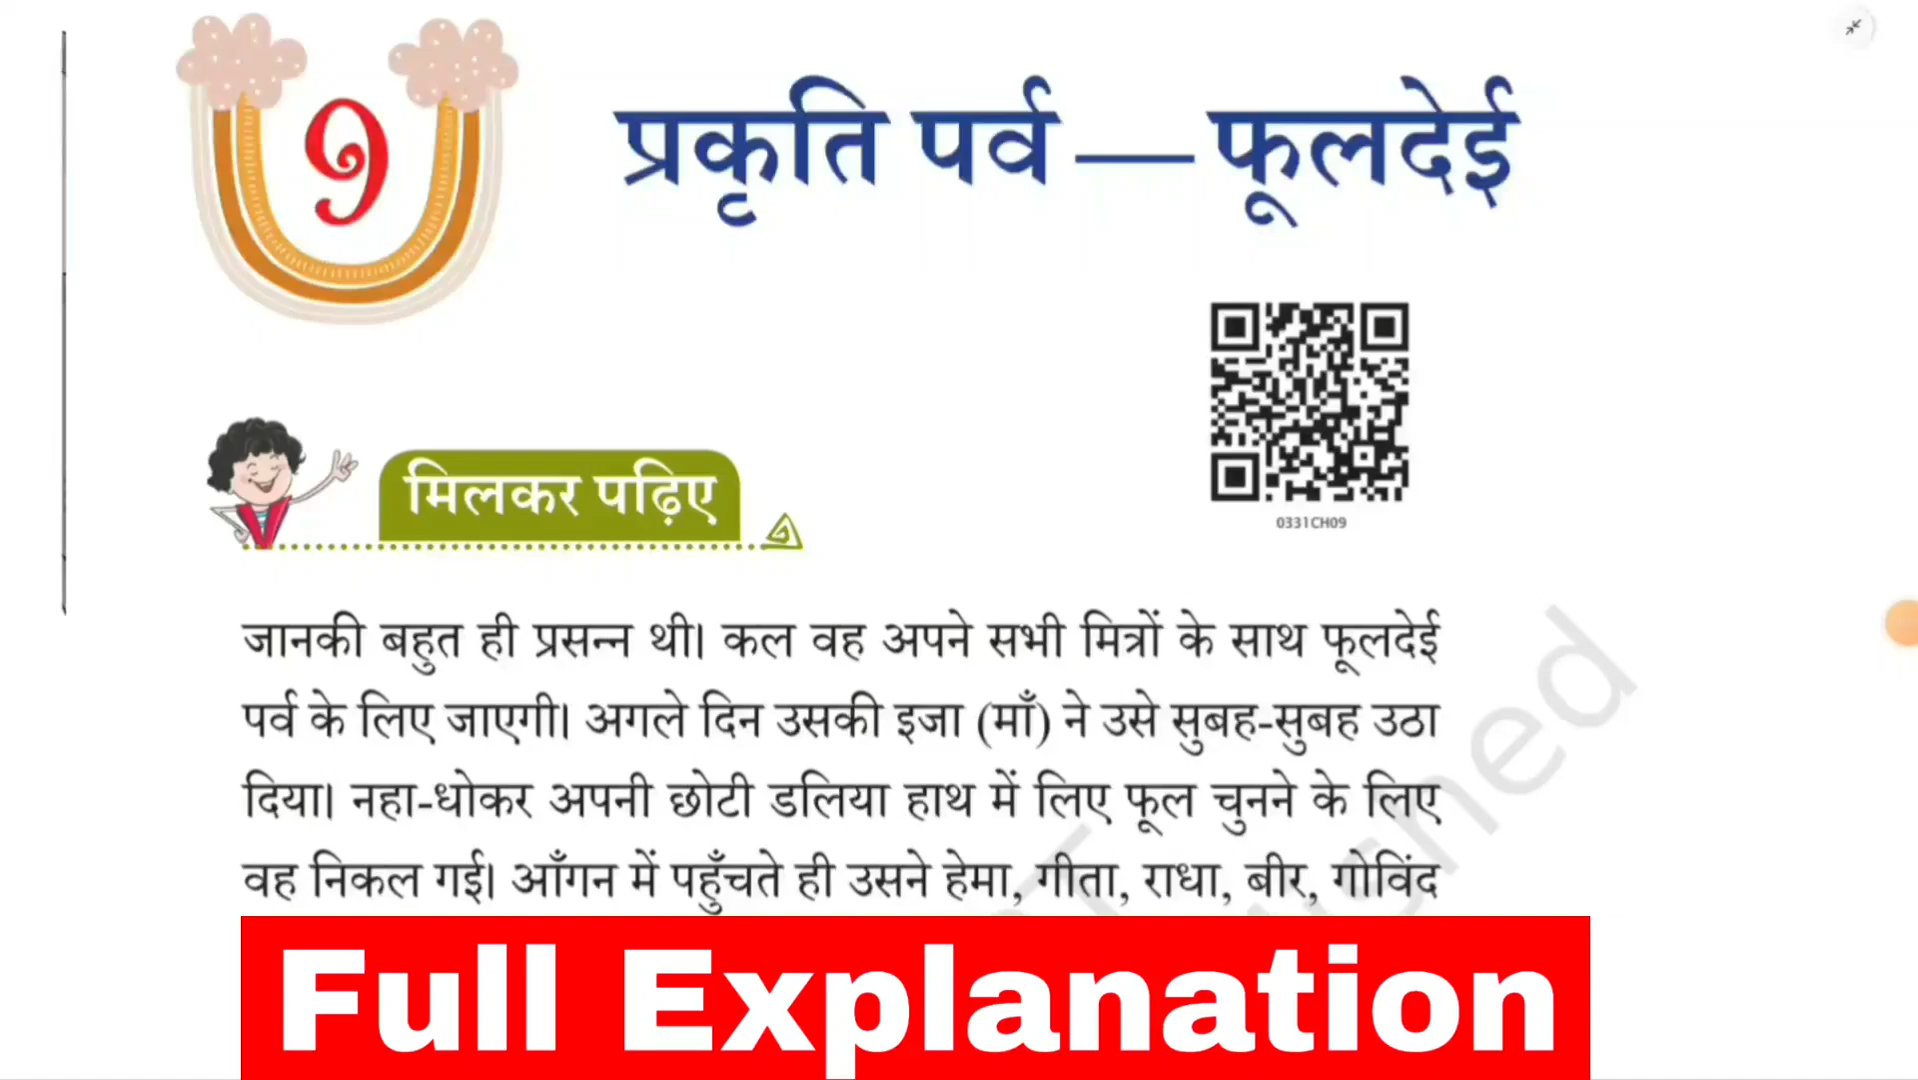 ९
प्रकृति पर्व — फूलदेई
0331CH09
मिलकर पढ़िए
जानकी बहुत ही प्रसन्न थी। कल वह अपने सभी मित्रों के साथ फूलदेई
पर्व के लिए जाएगी। अगले दिन उसकी इजा (माँ) ने उसे सुबह-सुबह उठा
दिया। नहा-धोकर अपनी छोटी डलिया हाथ में लिए फूल चुनने के लिए
वह निकल गई। आँगन में पहुँचते ही उसने हेमा, गीता, राधा, बीर, गोविंद
Full Explanation